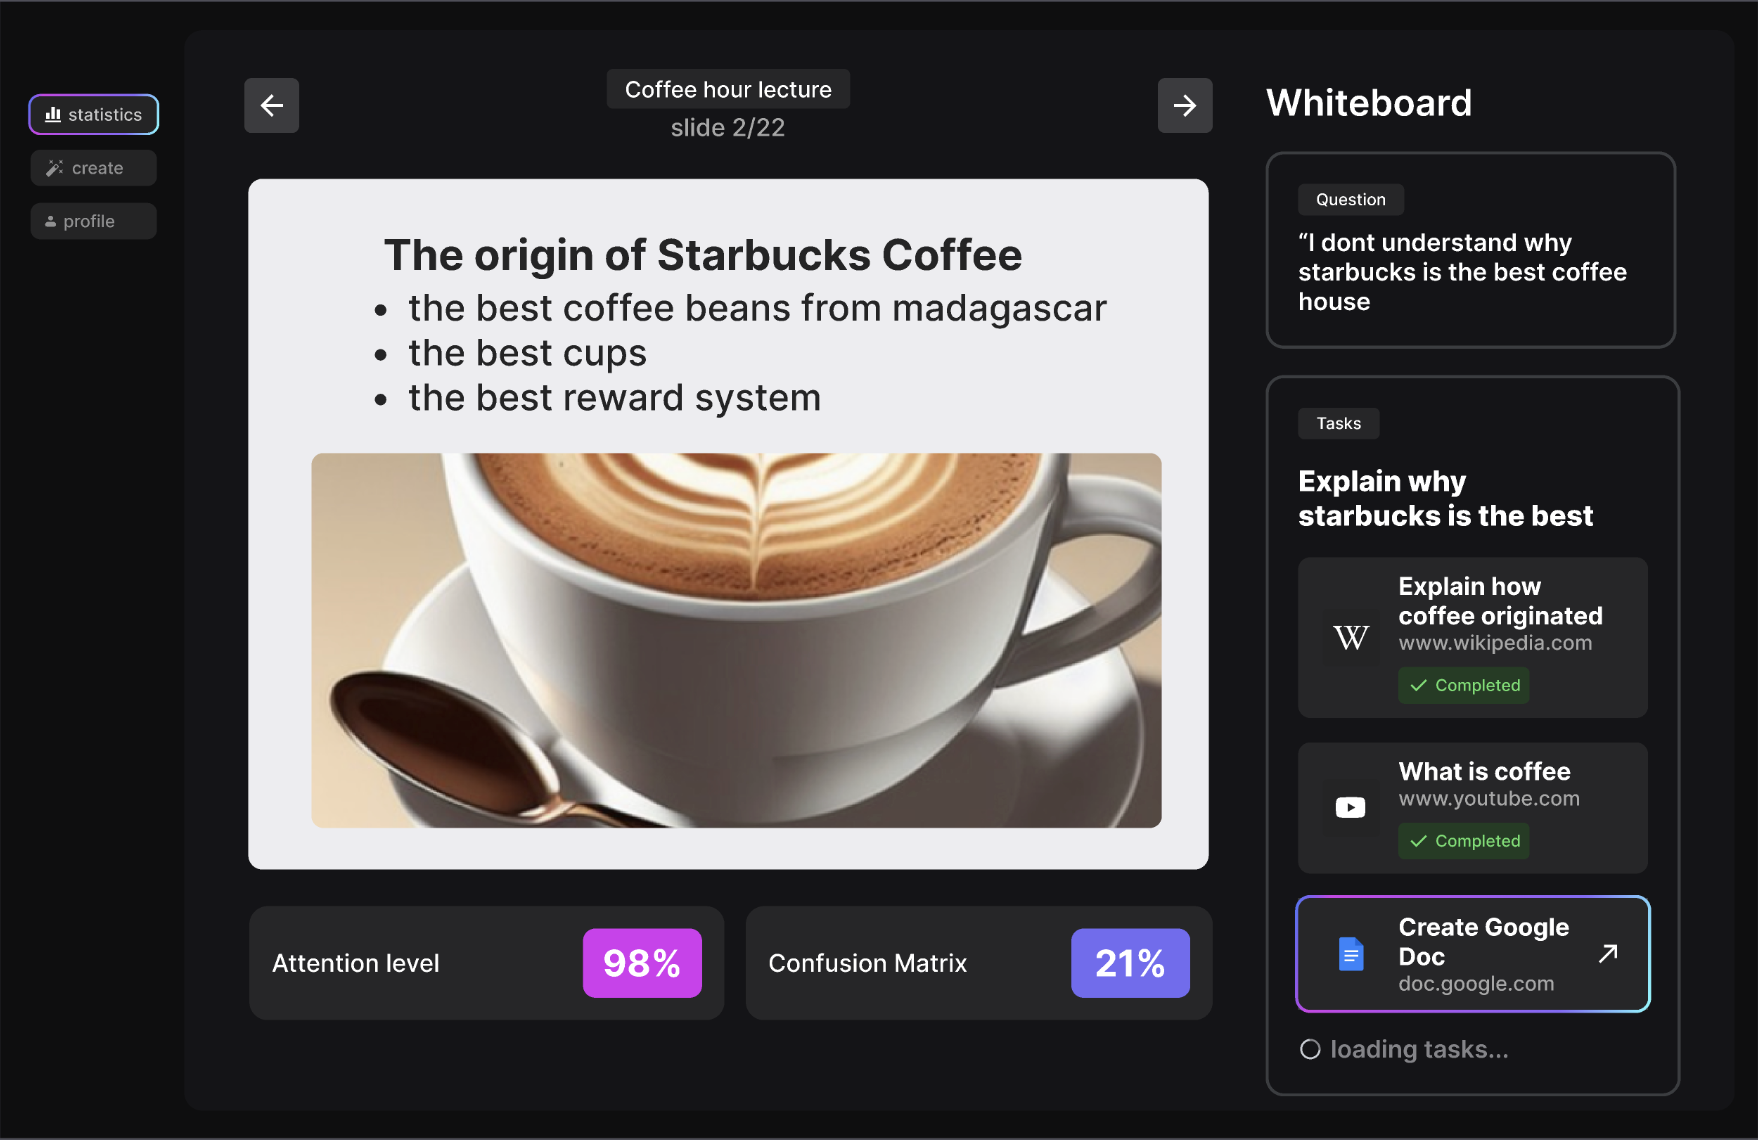 statistics
create
profile
Coffee hour lecture
slide 2/22
The origin of Starbucks Coffee
• the best coffee beans from madagascar
• the best cups
• the best reward system
Attention level
98%
Confusion Matrix
21%
Whiteboard
Question
“I dont understand why
starbucks is the best coffee
house
Tasks
Explain why
starbucks is the best
W
Explain how
coffee originated
www.wikipedia.com
Completed
What is coffee
www.youtube.com
Completed
Create Google
Doc
doc.google.com
loading tasks...